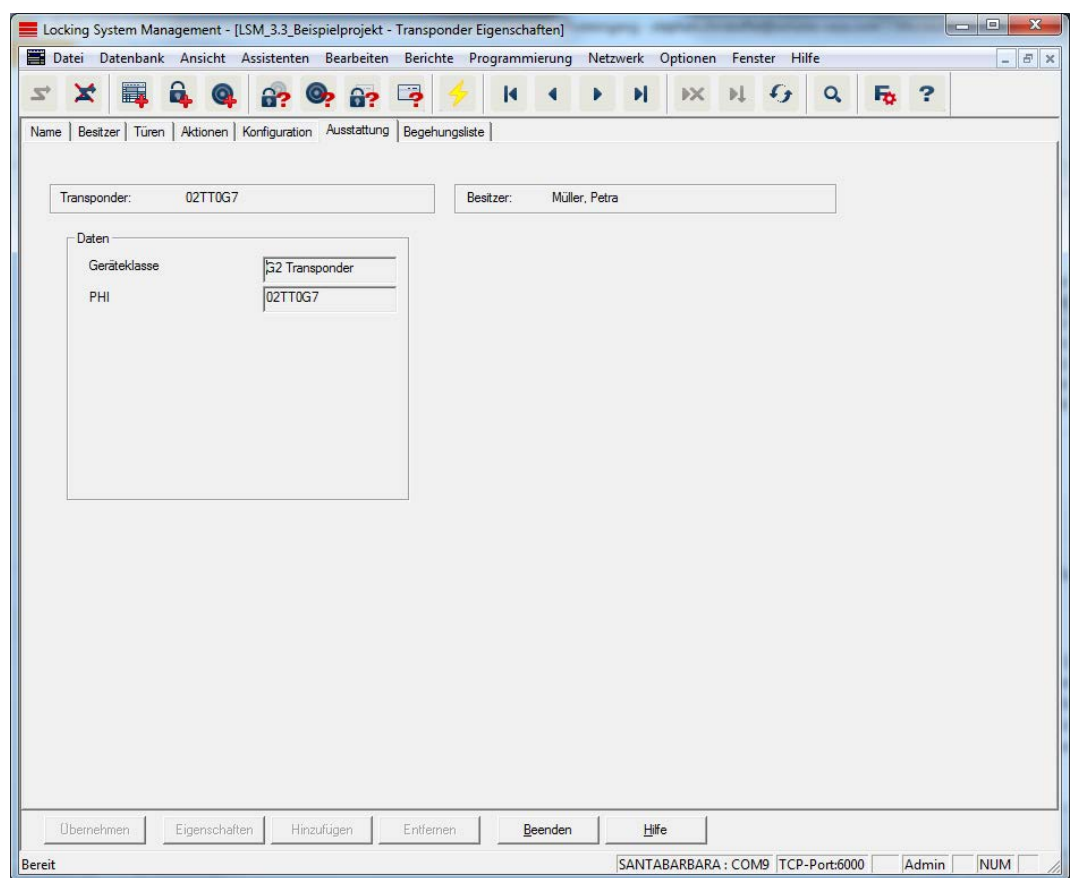 Locking System Management - [LSM_3.3_Beispielprojekt - Transponder Eigenschaften]
Datei Datenbank Ansicht Assistenten Bearbeiten Berichte Programmierung Netzwerk Optionen Fenster Hilfe
Name Besitzer Türen Aktionen Konfiguration Ausstattung Begehungsliste
Transponder: 02TT0G7 Besitzer: Müller, Petra
Daten
Geräteklasse G2 Transponder
PHI 02TT0G7
Übernehmen Eigenschaften Hinzufügen Entfernen Beenden Hilfe
Bereit SANTABARBARA : COM9 TCP-Port:6000 Admin NUM